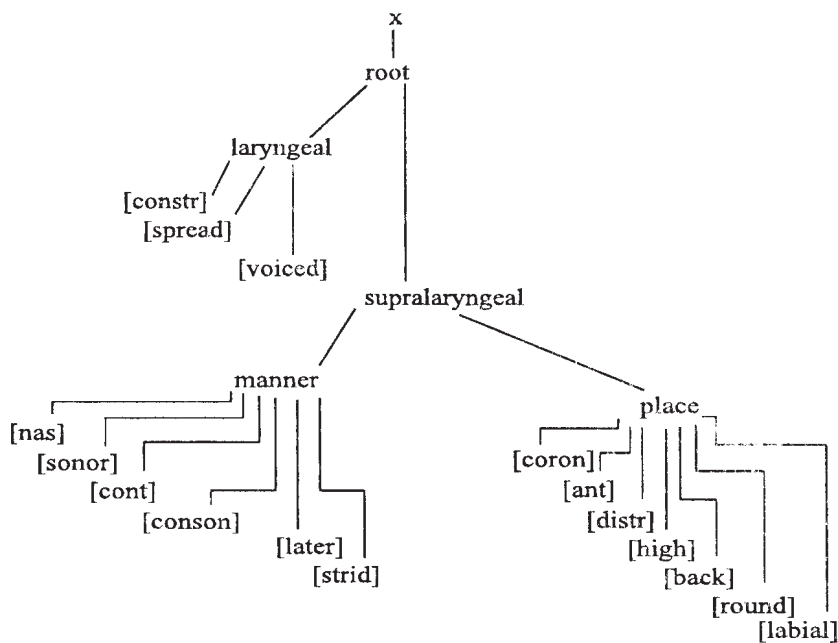 x
root
laryngeal
[constr]
[spread]
[voiced]
supralaryngeal
manner
[nas]
[sonor]
[cont]
[conson]
[later]
[strid]
place
[coron]
[ant]
[distr]
[high]
[back]
[round]
[labial]